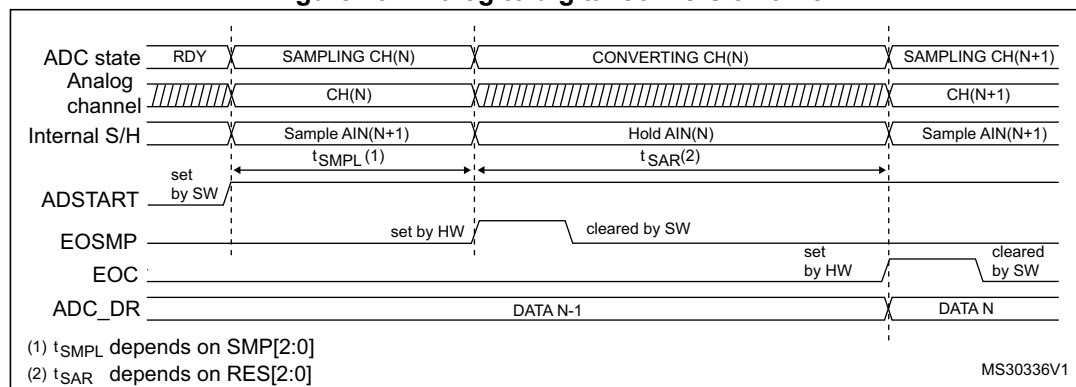 ADC state RDY SAMPLING CH(N) CONVERTING CH(N) SAMPLING CH(N+1)
Analog channel CH(N) CH(N+1)
Internal S/H Sample AIN(N+1) Hold AIN(N) Sample AIN(N+1)
tSMPL(1) tSAR(2)
set
by SW
ADSTART
EOSMP set by HW cleared by SW
set
by HW
cleared
by SW
EOC
ADC_DR DATA N-1 DATA N
(1) tSMPL depends on SMP[2:0]
(2) tSAR depends on RES[2:0]
MS30336V1